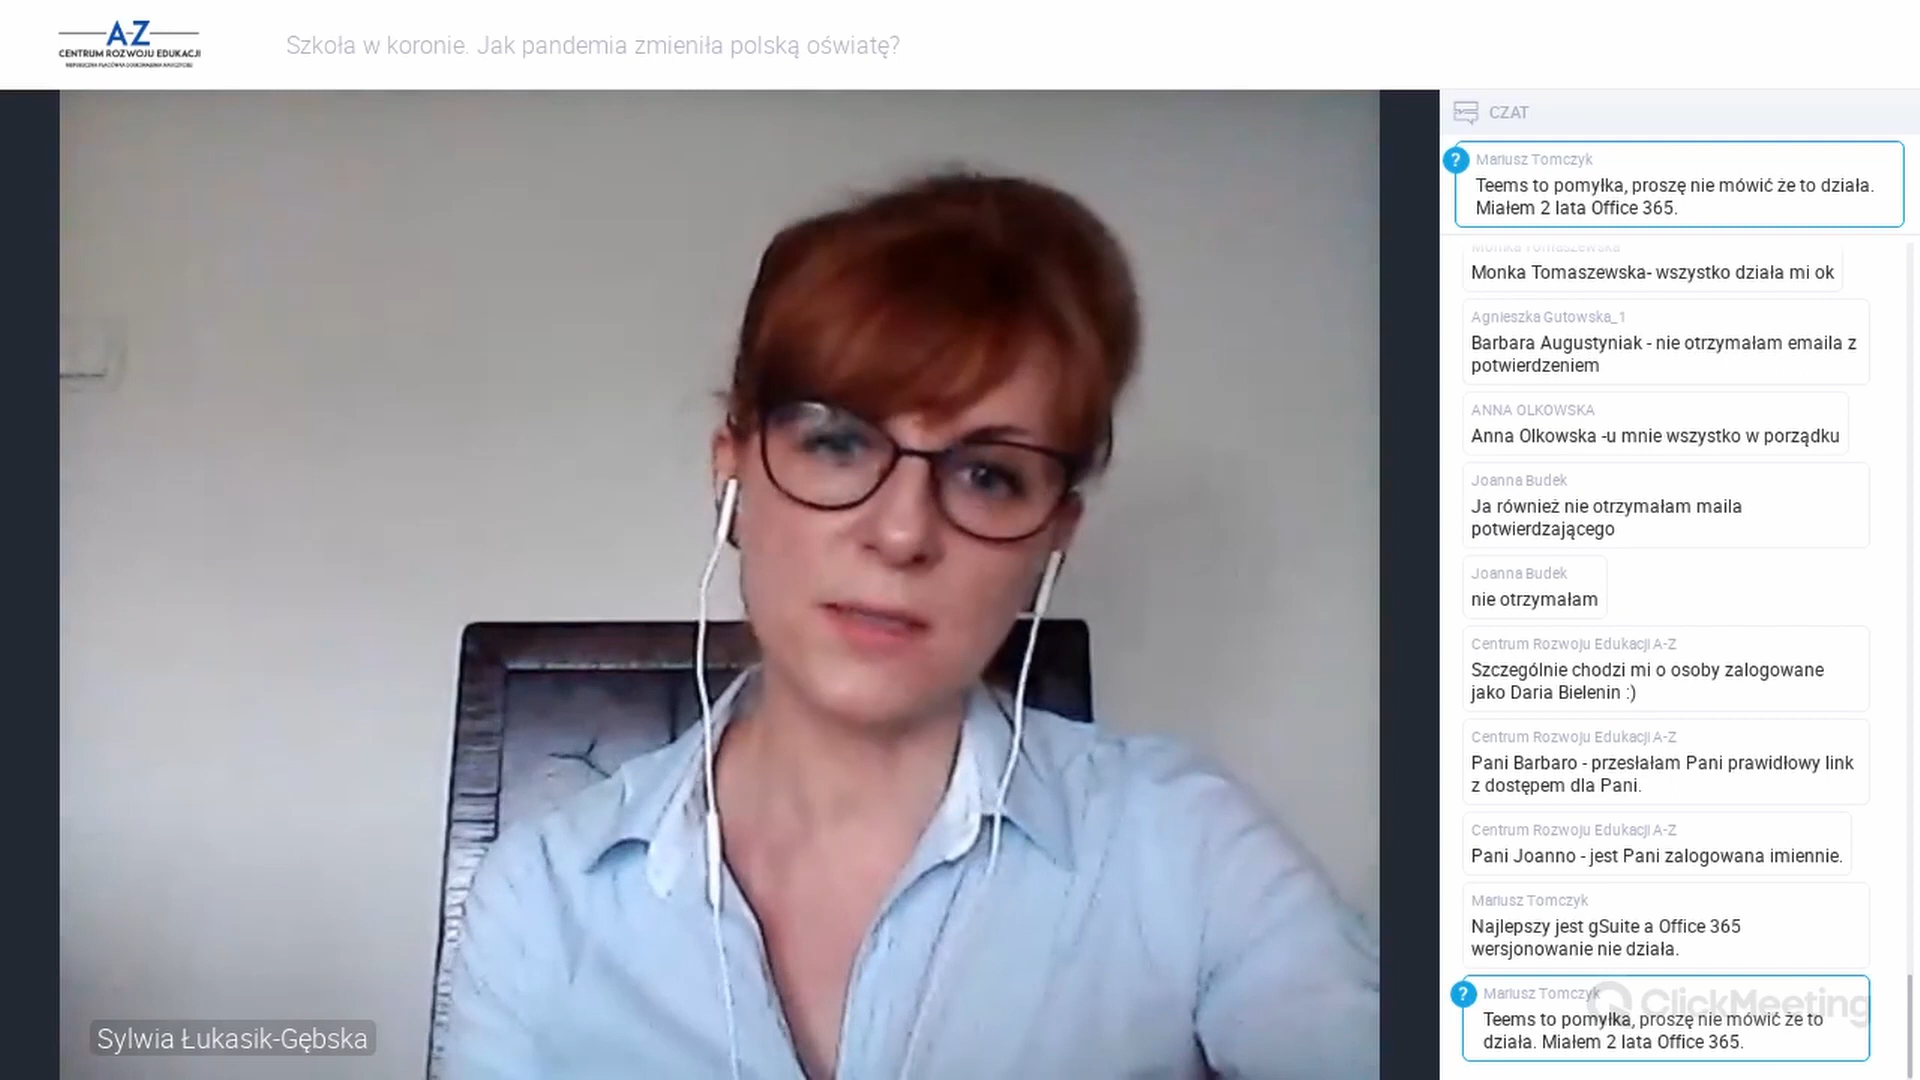 A-Z
CENTRUM ROZWOJU EDUKACJI
Szkoła w koronie. Jak pandemia zmieniła polską oświatę?
CZAT
? Mariusz Tomczyk
Teems to pomyłka, proszę nie mówić że to działa.
Miałem 2 lata Office 365.
Monika Tomaszewska
Monka Tomaszewska- wszystko działa mi ok
Agnieszka Gutowska_1
Barbara Augustyniak - nie otrzymałam emaila z
potwierdzeniem
ANNA OLKOWSKA
Anna Olkowska -u mnie wszystko w porządku
Joanna Budek
Ja również nie otrzymałam maila
potwierdzającego
Joanna Budek
nie otrzymałam
Centrum Rozwoju Edukacji A-Z
Szczególnie chodzi mi o osoby zalogowane
jako Daria Bielenin :)
Centrum Rozwoju Edukacji A-Z
Pani Barbaro - przesłałam Pani prawidłowy link
z dostępem dla Pani.
Centrum Rozwoju Edukacji A-Z
Pani Joanno - jest Pani zalogowana imiennie.
Mariusz Tomczyk
Najlepszy jest gSuite a Office 365
wersjonowanie nie działa.
? Mariusz Tomczyk
Teems to pomyłka, proszę nie mówić że to
działa. Miałem 2 lata Office 365.
ClickMeeting
Sylwia Łukasik-Gębska